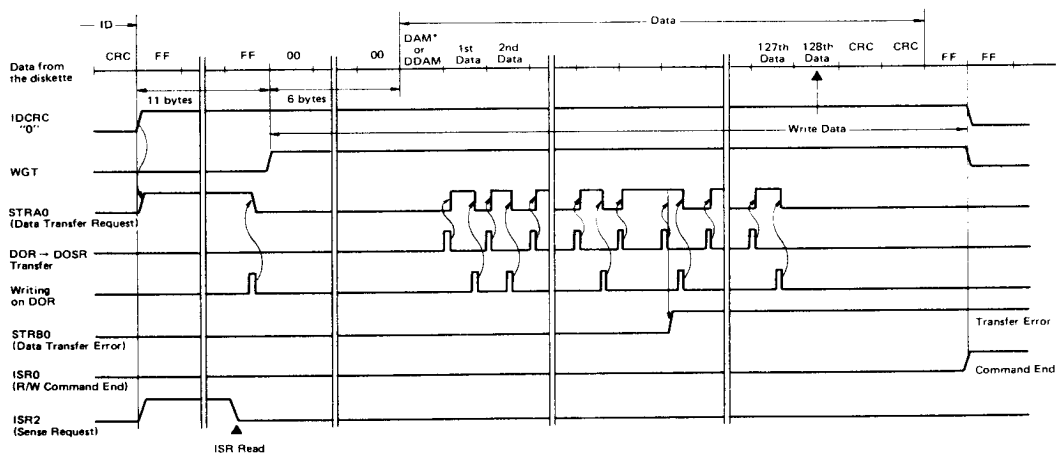 ID
Data
CRC FF FF 00 00 DAM* or DDAM 1st Data 2nd Data 127th Data 128th Data CRC CRC FF FF
Data from the diskette
11 bytes 6 bytes
IDCRC
"0"
Write Data
WGT
STRA0
(Data Transfer Request)
DOR → DOSR
Transfer
Writing
on DOR
STRB0
(Data Transfer Error)
Transfer Error
ISR0
(R/W Command End)
Command End
ISR2
(Sense Request)
ISR Read